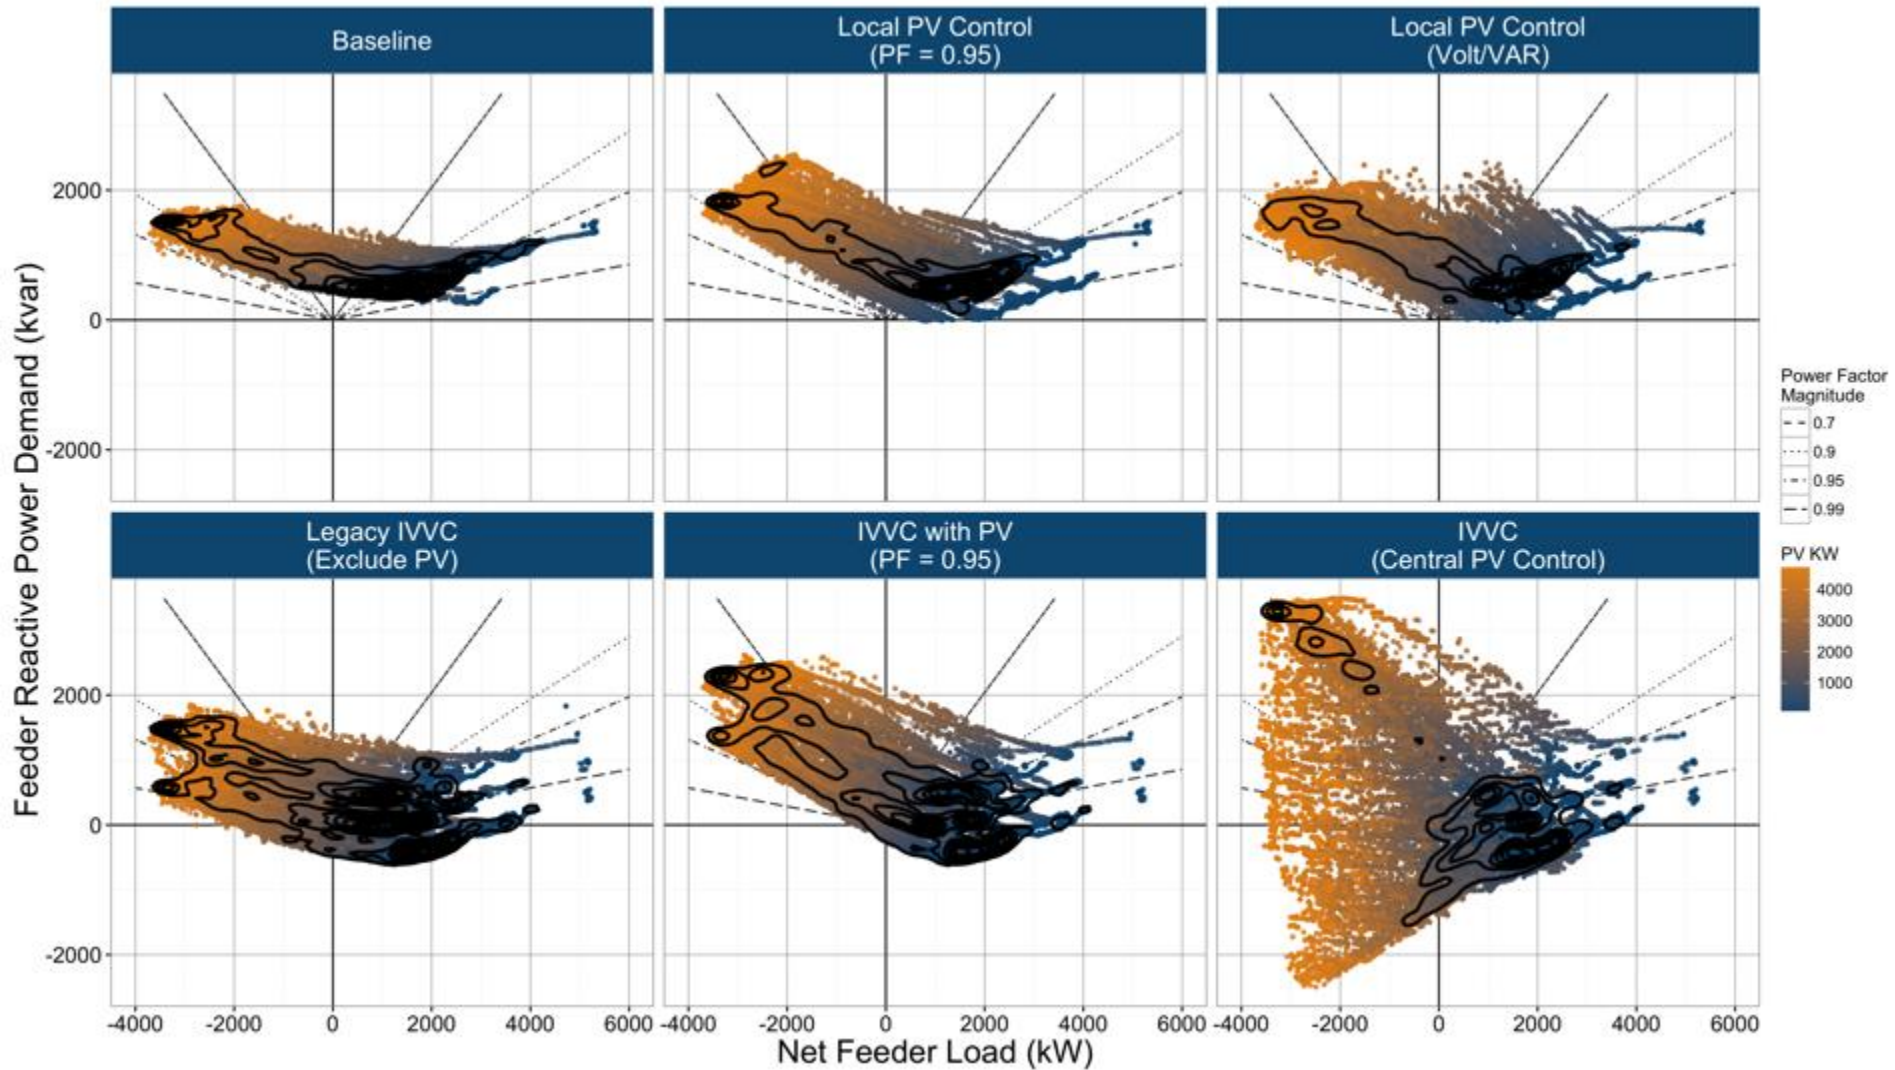 Baseline
Local PV Control
(PF = 0.95)
Local PV Control
(Volt/VAR)
2000
0
-2000
Feeder Reactive Power Demand (kvar)
Legacy IVVC
(Exclude PV)
IVVC with PV
(PF = 0.95)
IVVC
(Central PV Control)
2000
0
-2000
-4000 -2000 0 2000 4000 6000
-4000 -2000 0 2000 4000 6000
-4000 -2000 0 2000 4000 6000
Net Feeder Load (kW)
Power Factor
Magnitude
0.7
0.9
0.95
0.99
PV KW
4000
3000
2000
1000